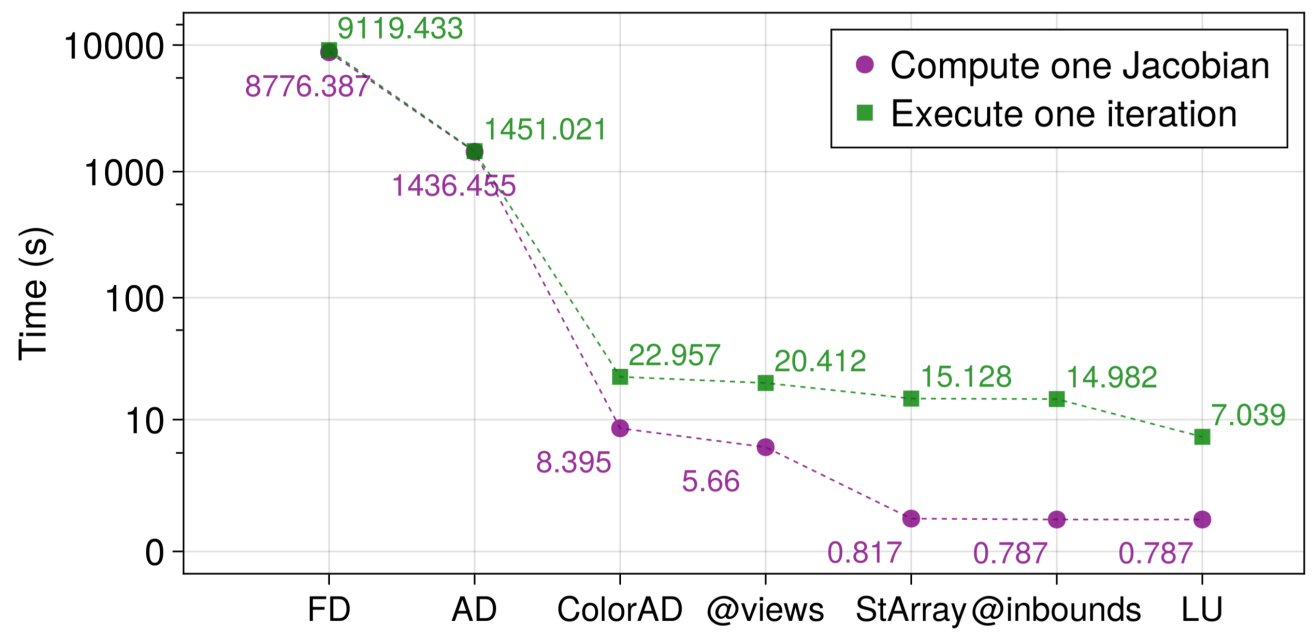 9119.433
10000
8776.387
Compute one Jacobian
Execute one iteration
1451.021
1000
1436.455
Time (s)
100
22.957
20.412
15.128
14.982
10
7.039
8.395
5.66
0
0.817
0.787
0.787
FD
AD
ColorAD
@views
StArray
@inbounds
LU